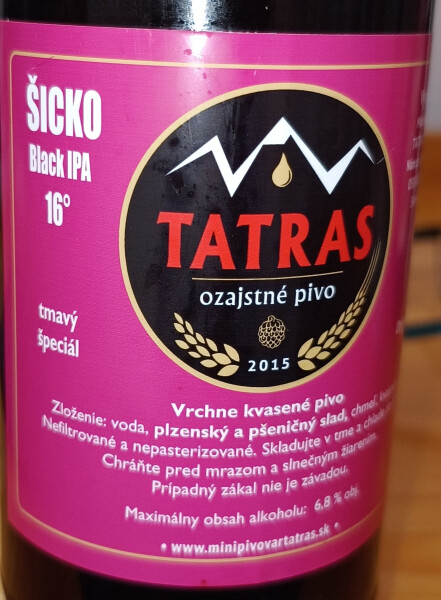 ŠICKO
Black IPA
16°
tmavý
špeciál
TATRAS
ozajstné pivo
2015
Vrchne kvasené pivo
Zloženie: voda, plzenský a pšeničný slad, chmeľ,
Nefiltrované a nepasterizované. Skladujte v tme a chlade
Chráňte pred mrazom a slnečným žiarením.
Prípadný zákal nie je závadou.
Maximálny obsah alkoholu: 6,8 % obj.
• www.minipivovartatras.sk •